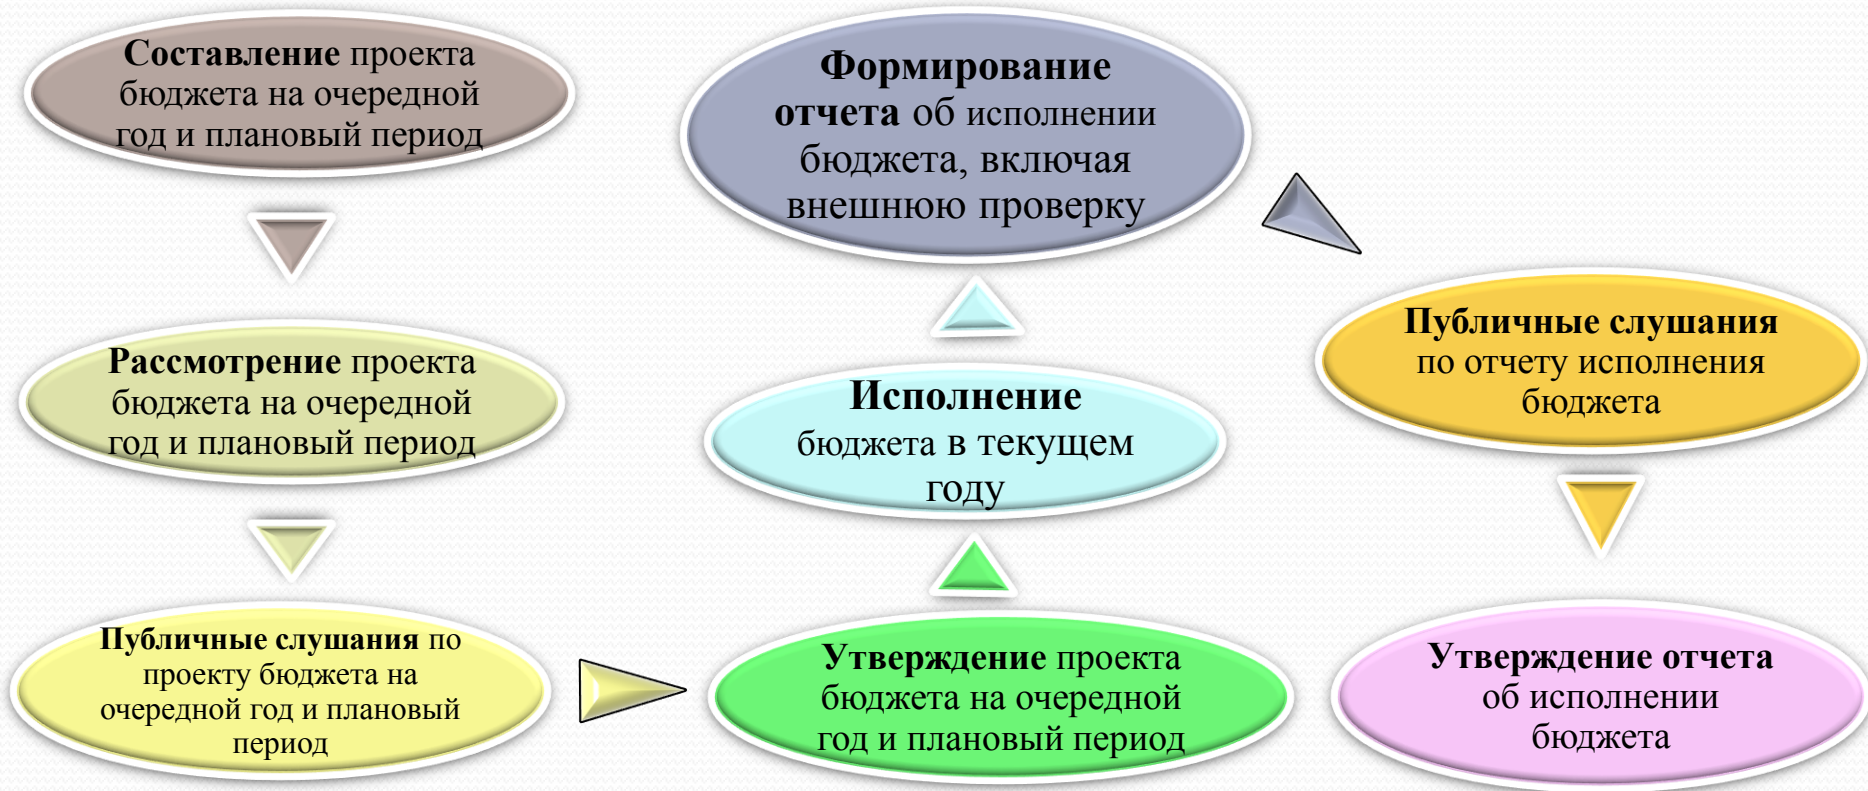 Составление проекта
бюджета на очередной
год и плановый период
Рассмотрение проекта
бюджета на очередной
год и плановый период
Публичные слушания по
проекту бюджета на
очередной год и плановый
период
Утверждение проекта
бюджета на очередной
год и плановый период
Исполнение
бюджета в текущем
году
Формирование
отчета об исполнении
бюджета, включая
внешнюю проверку
Публичные слушания
по отчету исполнения
бюджета
Утверждение отчета
об исполнении
бюджета